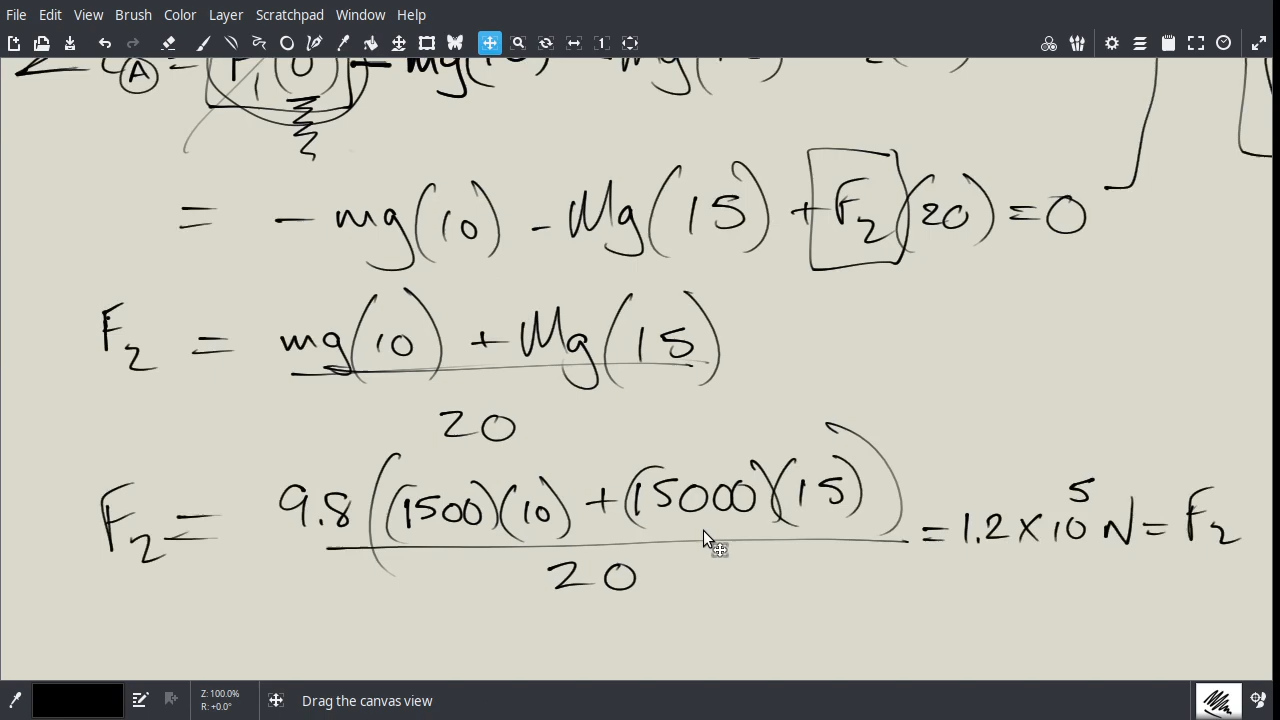 File Edit View Brush Color Layer Scratchpad Window Help
= - mg(10) - Mg(15) + F₂(20) = 0
F₂ = mg(10) + Mg(15)
20
F₂ = 9.8((1500)(10) + (15000)(15)) = 1.2 × 10⁵ N = F₂
20
Z: 100.0%
R: +0.0°
Drag the canvas view